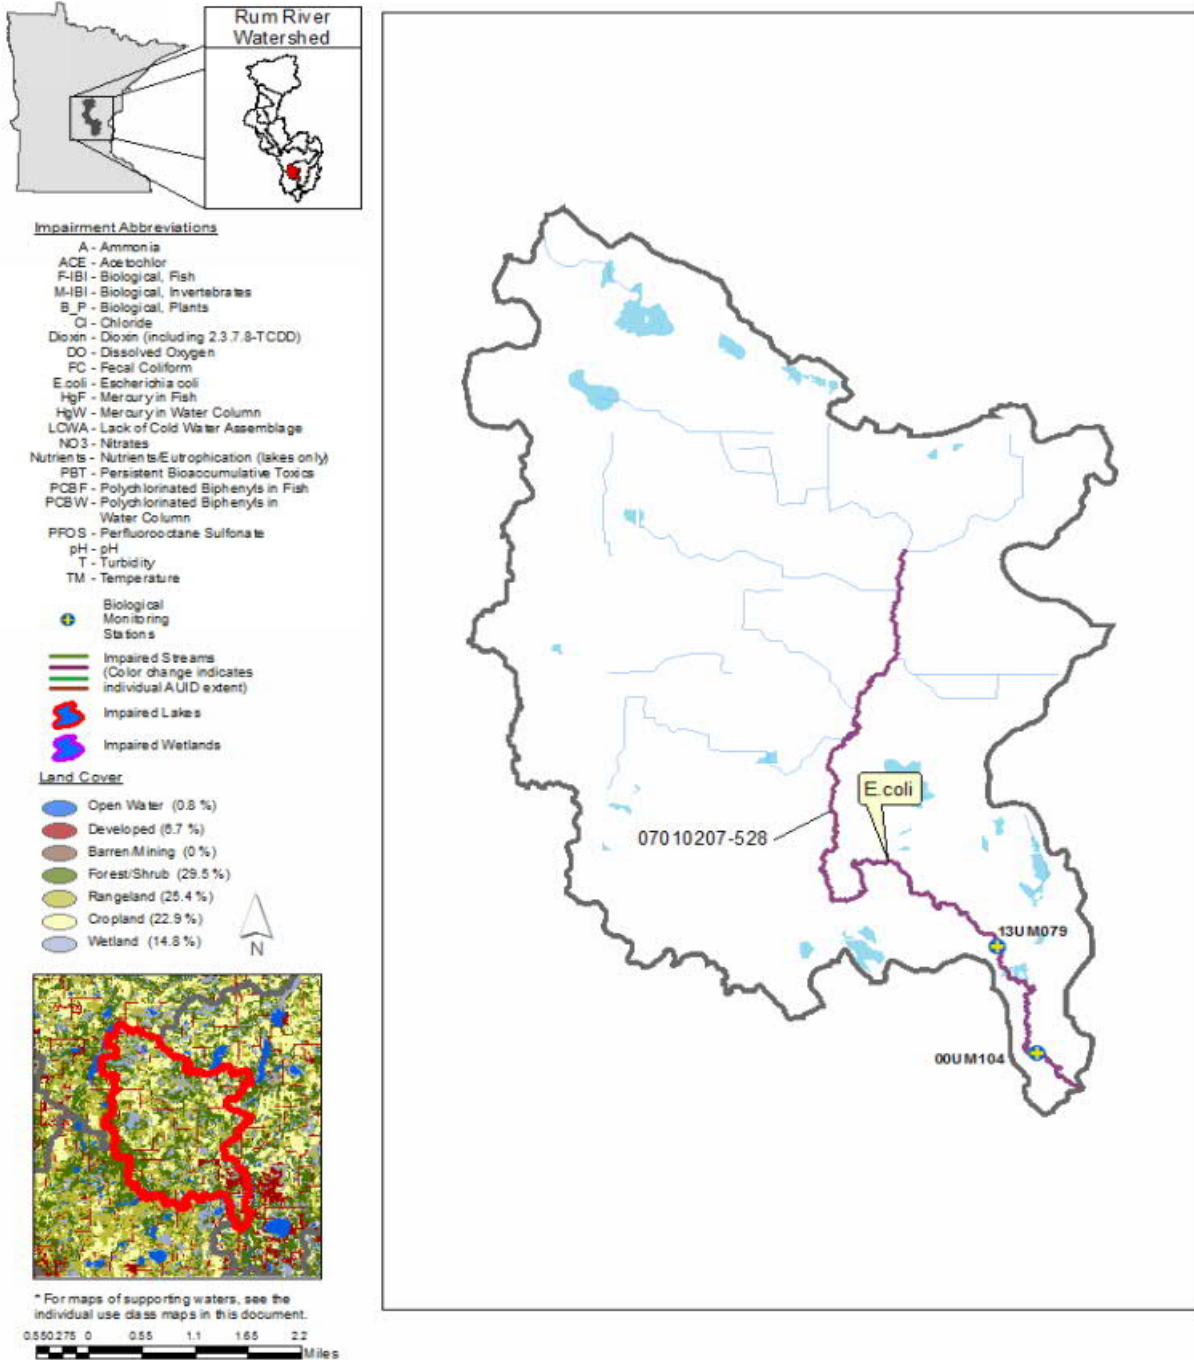 Rum River
Watershed
Impairment Abbreviations
A - Ammonia
ACE - Acetochlor
F-IBI - Biological, Fish
M-IBI - Biological, Invertebrates
B_P - Biological, Plants
Cl - Chloride
Dioxin - Dioxin (including 2.3.7.8-TCDD)
DO - Dissolved Oxygen
FC - Fecal Coliform
E.coli - Escherichia coli
HgF - Mercury in Fish
HgW - Mercury in Water Column
LCWA - Lack of Cold Water Assemblage
NO3 - Nitrates
Nutrients - Nutrients/Eutrophication (lakes only)
PBT - Persistent Bioaccumulative Toxics
PCBF - Polychlorinated Biphenyls in Fish
PCBW - Polychlorinated Biphenyls in
Water Column
PFOS - Perfluorooctane Sulfonate
pH - pH
T - Turbidity
TM - Temperature
Biological
Monitoring
Stations
Impaired Streams
(Color change indicates
individual AUID extent)
Impaired Lakes
Impaired Wetlands
Land Cover
Open Water (0.8 %)
Developed (6.7 %)
Barren/Mining (0 %)
Forest/Shrub (29.5 %)
Rangeland (25.4 %)
Cropland (22.9 %)
Wetland (14.8 %)
N
* For maps of supporting waters, see the
individual use class maps in this document.
0.550.275 0 0.55 1.1 1.65 2.2
Miles
E.coli
07010207-528
13UM079
00UM104